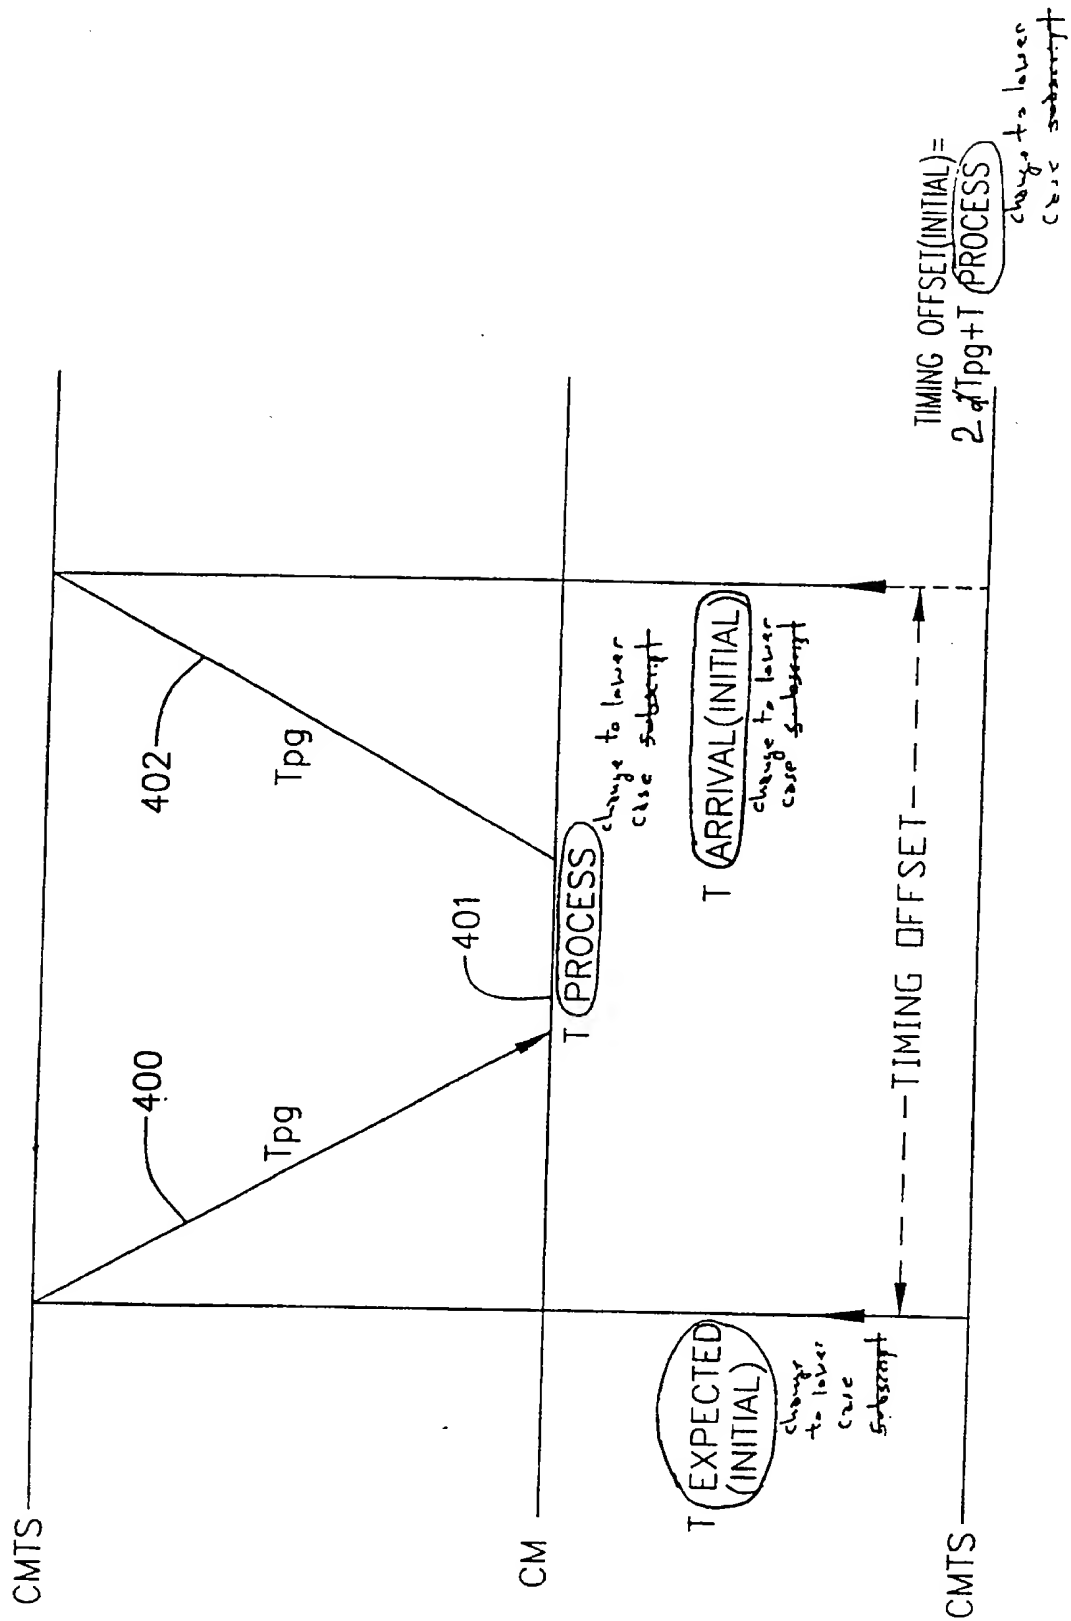 CMTS
400
Tpg
402
Tpg
CM
401
T PROCESS
change to lower
case subscript
T EXPECTED
(INITIAL)
change
to lower
case
subscript
T ARRIVAL(INITIAL)
change to lower
case subscript
TIMING OFFSET
CMTS
TIMING OFFSET(INITIAL)=
2 Tpg+T PROCESS
change to lower
case subscript